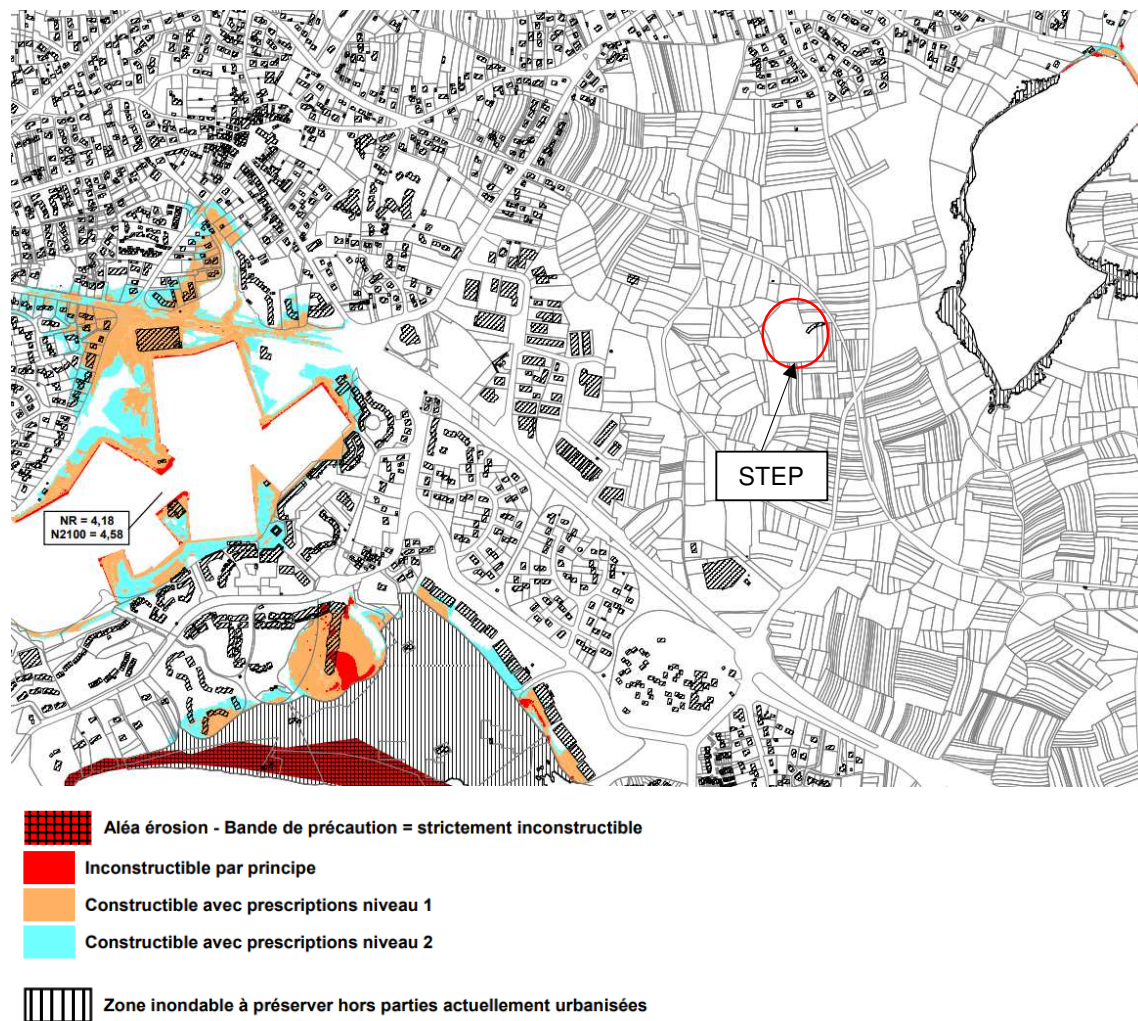 STEP
NR = 4,18
N2100 = 4,58
Aléa érosion - Bande de précaution = strictement inconstructible
Inconstructible par principe
Constructible avec prescriptions niveau 1
Constructible avec prescriptions niveau 2
Zone inondable à préserver hors parties actuellement urbanisées